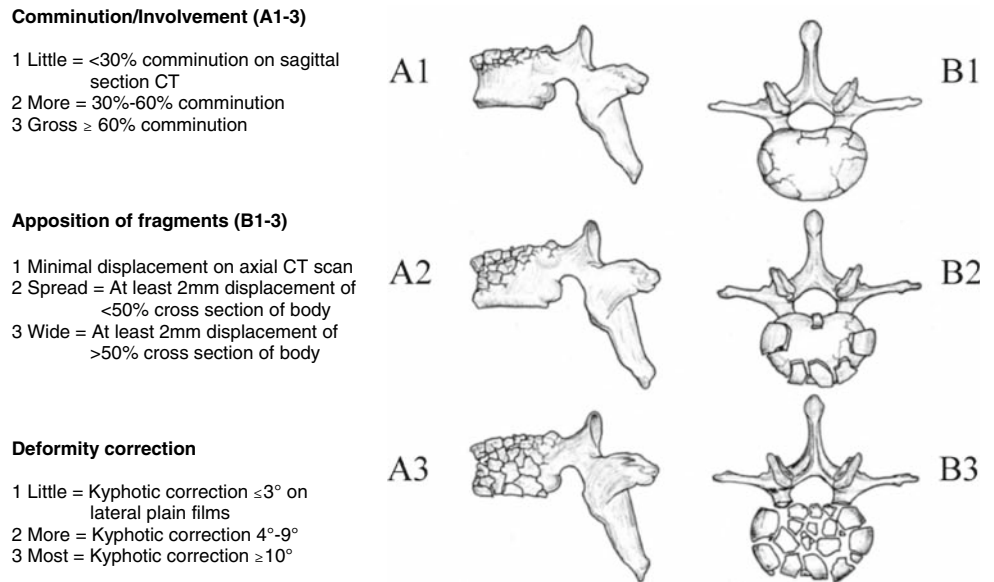 Comminution/Involvement (A1-3)
1 Little = <30% comminution on sagittal
section CT
2 More = 30%-60% comminution
3 Gross ≥ 60% comminution
Apposition of fragments (B1-3)
1 Minimal displacement on axial CT scan
2 Spread = At least 2mm displacement of
<50% cross section of body
3 Wide = At least 2mm displacement of
>50% cross section of body
Deformity correction
1 Little = Kyphotic correction ≤3° on
lateral plain films
2 More = Kyphotic correction 4°-9°
3 Most = Kyphotic correction ≥10°
A1
B1
A2
B2
A3
B3